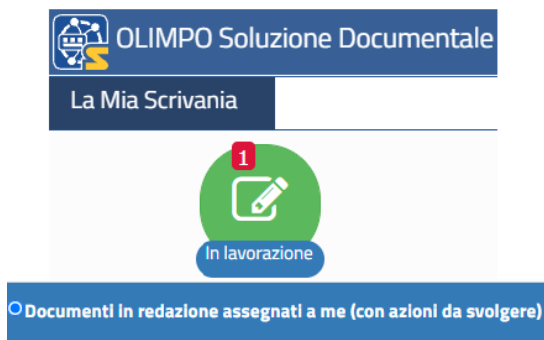 OLIMPO Soluzione Documentale
La Mia Scrivania
1
In lavorazione
Documenti in redazione assegnati a me (con azioni da svolgere)